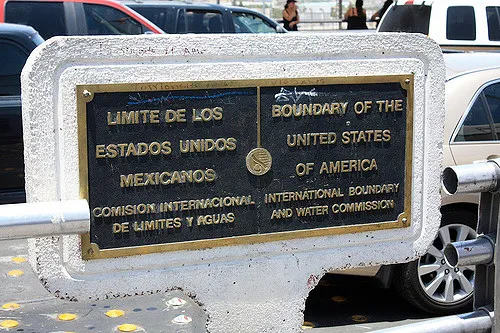 LIMITE DE LOS
ESTADOS UNIDOS
MEXICANOS
COMISION INTERNACIONAL
DE LIMITES Y AGUAS
BOUNDARY OF THE
UNITED STATES
OF AMERICA
INTERNATIONAL BOUNDARY
AND WATER COMMISSION